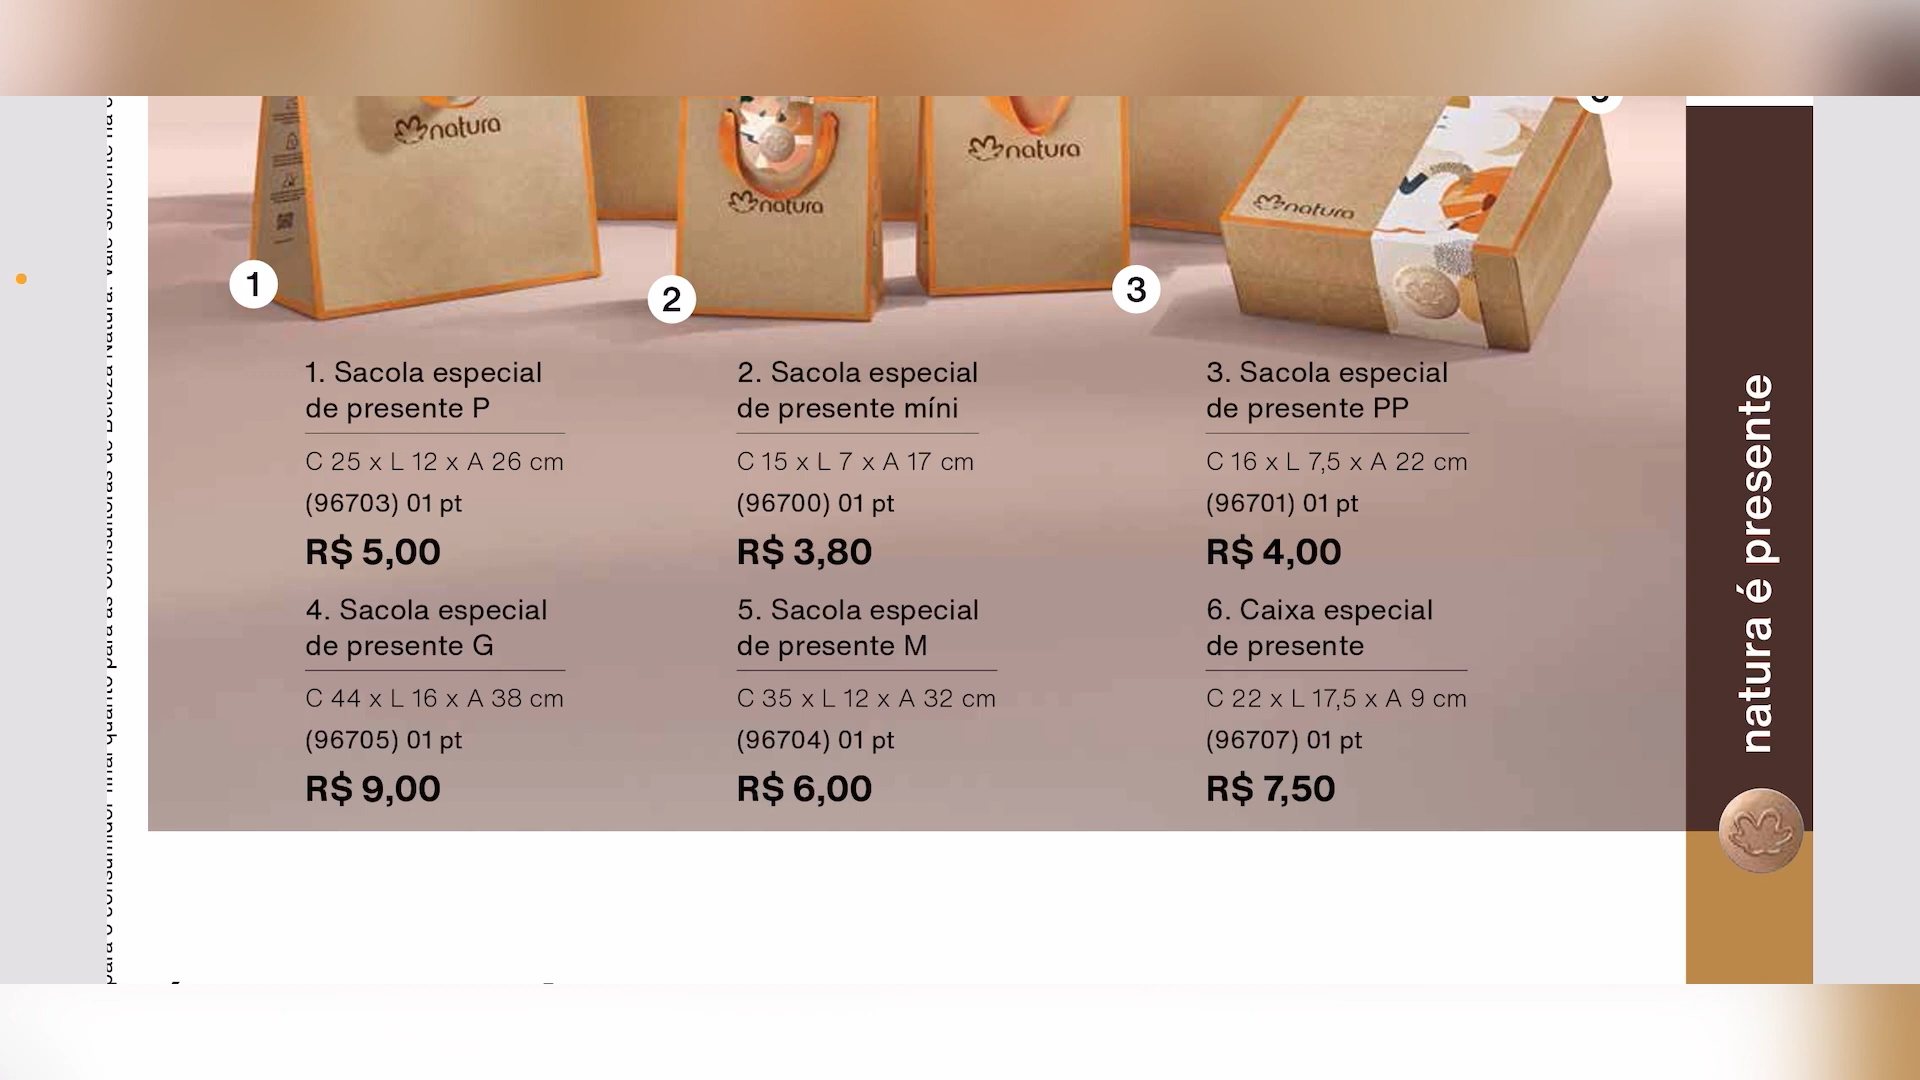 natura
natura
natura
natura
1
2
3
1. Sacola especial
de presente P
C 25 x L 12 x A 26 cm
(96703) 01 pt
R$ 5,00
2. Sacola especial
de presente míni
C 15 x L 7 x A 17 cm
(96700) 01 pt
R$ 3,80
3. Sacola especial
de presente PP
C 16 x L 7,5 x A 22 cm
(96701) 01 pt
R$ 4,00
4. Sacola especial
de presente G
C 44 x L 16 x A 38 cm
(96705) 01 pt
R$ 9,00
5. Sacola especial
de presente M
C 35 x L 12 x A 32 cm
(96704) 01 pt
R$ 6,00
6. Caixa especial
de presente
C 22 x L 17,5 x A 9 cm
(96707) 01 pt
R$ 7,50
natura é presente